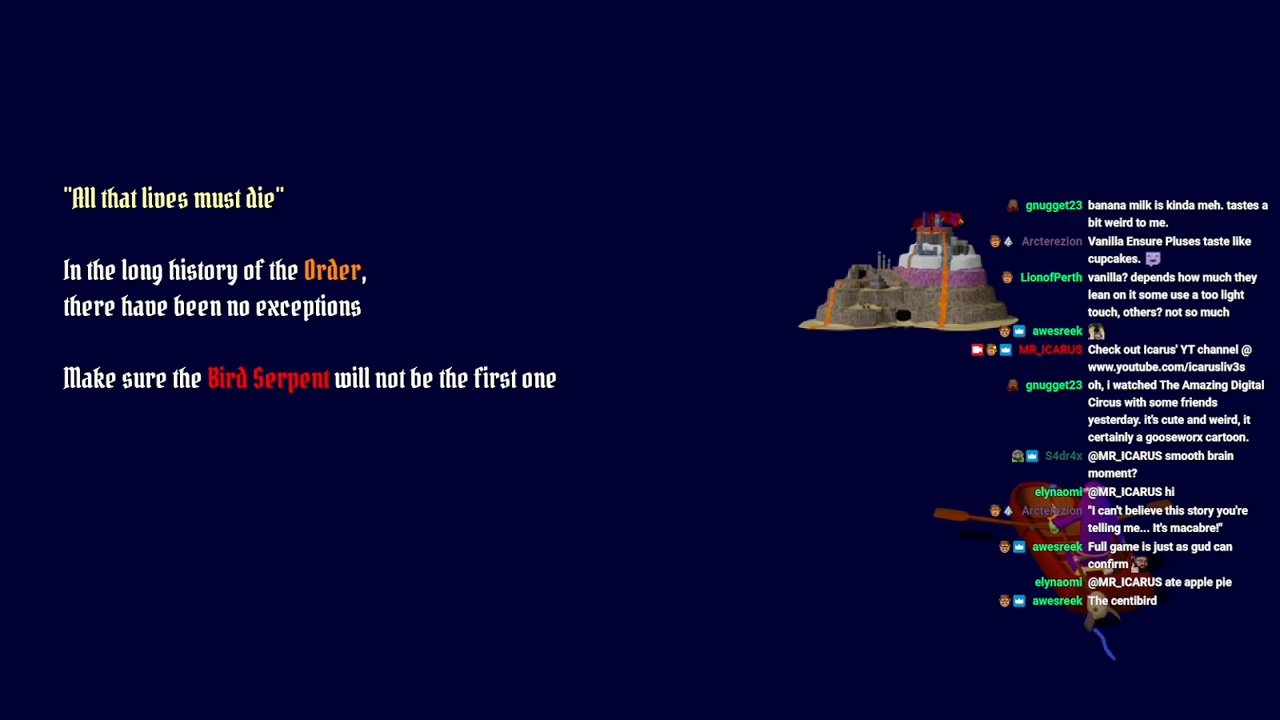 "All that lives must die"
In the long history of the Order,
there have been no exceptions
Make sure the Bird Serpent will not be the first one
gnugget23 banana milk is kinda meh. tastes a
bit weird to me.
Arcterezion Vanilla Ensure Pluses taste like
cupcakes.
LionofPerth vanilla? depends how much they
lean on it some use a too light
touch, others? not so much
awesreek
MR_ICARUS Check out Icarus' YT channel @
www.youtube.com/icarusliv3s
gnugget23 oh, i watched The Amazing Digital
Circus with some friends
yesterday. it's cute and weird, it
certainly a gooseworx cartoon.
S4dr4x @MR_ICARUS smooth brain
moment?
elynaomi @MR_ICARUS hi
Arcterezion "I can't believe this story you're
telling me... It's macabre!"
awesreek Full game is just as gud can
confirm
elynaomi @MR_ICARUS ate apple pie
awesreek The centibird